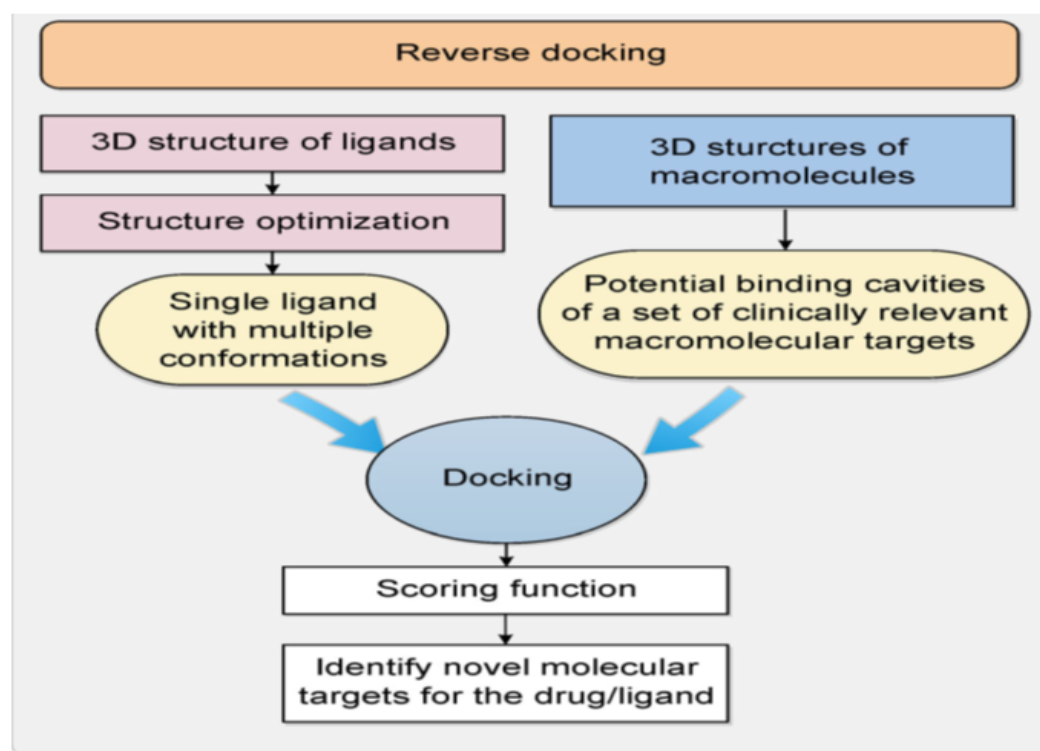 Reverse docking
3D structure of ligands
Structure optimization
Single ligand
with multiple
conformations
3D sturctures of
macromolecules
Potential binding cavities
of a set of clinically relevant
macromolecular targets
Docking
Scoring function
Identify novel molecular
targets for the drug/ligand